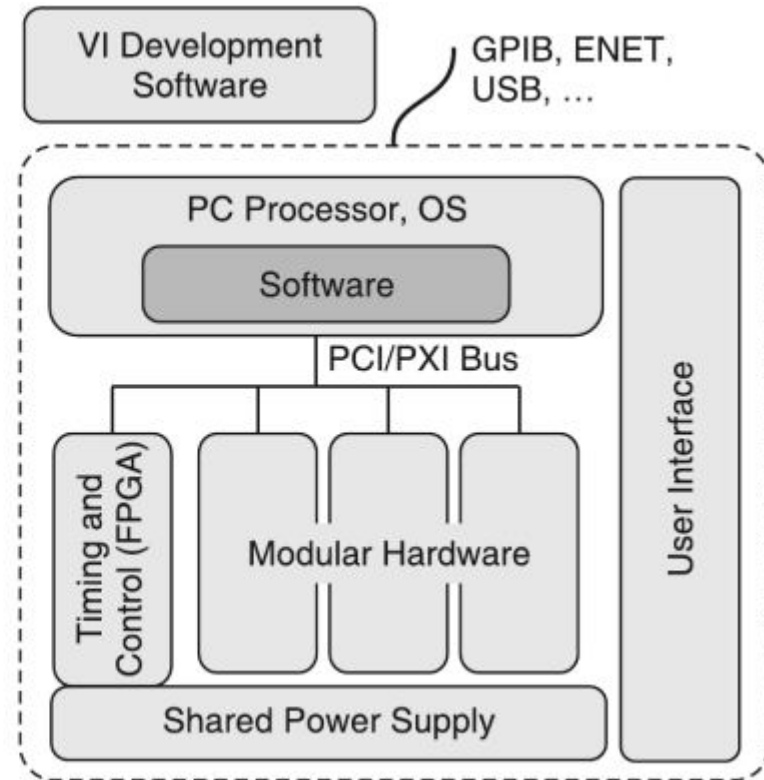 VI Development
Software
GPIB, ENET,
USB, ...
PC Processor, OS
Software
PCI/PXI Bus
Timing and
Control (FPGA)
Modular Hardware
User Interface
Shared Power Supply